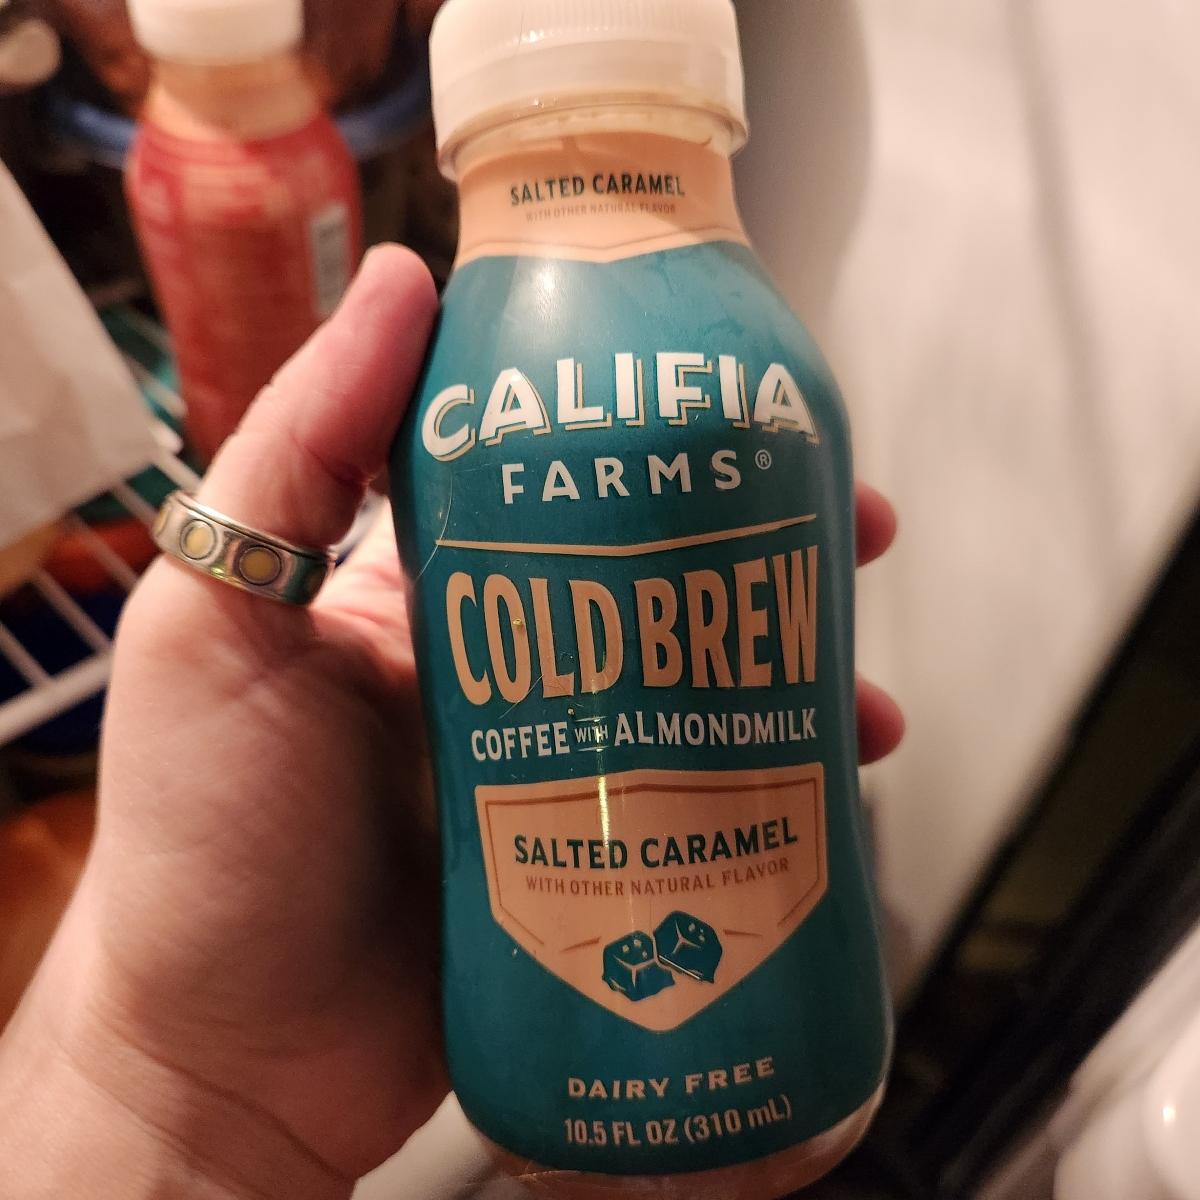 SALTED CARAMEL
WITH OTHER NATURAL FLAVOR
CALIFIA
FARMS®
COLD BREW
COFFEE WITH ALMONDMILK
SALTED CARAMEL
WITH OTHER NATURAL FLAVOR
DAIRY FREE
10.5 FL OZ (310 mL)